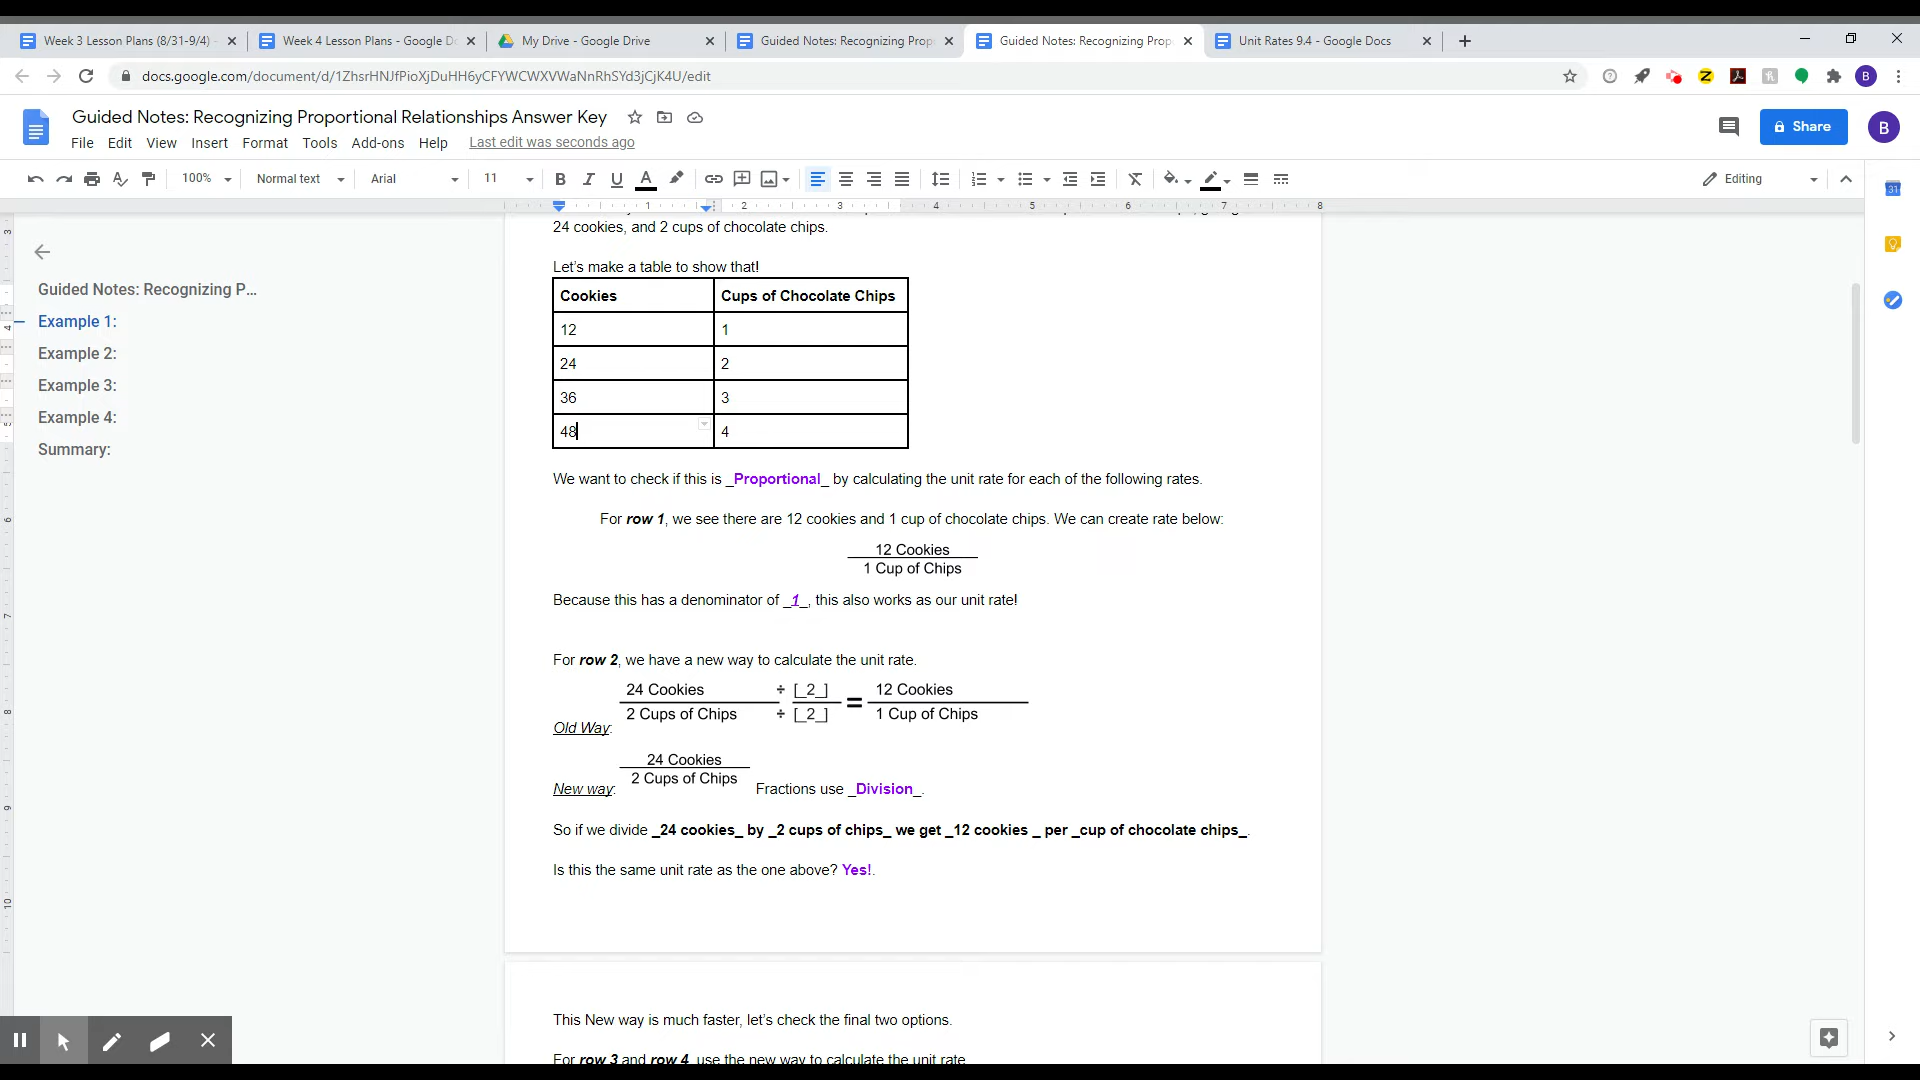 Week 3 Lesson Plans (8/31-9/4) -
Week 4 Lesson Plans - Google Do
My Drive - Google Drive
Guided Notes: Recognizing Prop
Guided Notes: Recognizing Prop
Unit Rates 9.4 - Google Docs
docs.google.com/document/d/1ZhsrHNJfPioXjDuHH6yCFYWCWXVWaNnRhSYd3jCjK4U/edit
Guided Notes: Recognizing Proportional Relationships Answer Key
File Edit View Insert Format Tools Add-ons Help Last edit was seconds ago
Share
B
100% Normal text Arial 11 Editing
1 2 3 4 5 6 7 8
24 cookies, and 2 cups of chocolate chips.
Let's make a table to show that!
Cookies Cups of Chocolate Chips
12 1
24 2
36 3
48 4
Guided Notes: Recognizing P...
Example 1:
Example 2:
Example 3:
Example 4:
Summary:
We want to check if this is _Proportional_ by calculating the unit rate for each of the following rates.
For row 1, we see there are 12 cookies and 1 cup of chocolate chips. We can create rate below:
12 Cookies
1 Cup of Chips
Because this has a denominator of _1_, this also works as our unit rate!
For row 2, we have a new way to calculate the unit rate.
24 Cookies ÷ [_2_] = 12 Cookies
2 Cups of Chips ÷ [_2_] 1 Cup of Chips
Old Way:
24 Cookies
2 Cups of Chips
New way: Fractions use _Division_.
So if we divide _24 cookies_ by _2 cups of chips_ we get _12 cookies _ per _cup of chocolate chips_.
Is this the same unit rate as the one above? Yes!.
This New way is much faster, let's check the final two options.
For row 3 and row 4, use the new way to calculate the unit rate